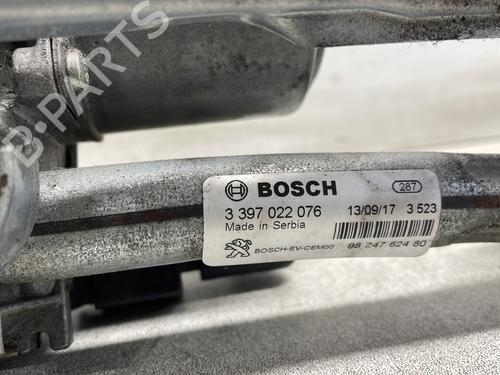 B-PARTS
BOSCH
287
3 397 022 076 13/09/17 3 523
Made in Serbia
BOSCH-EV-CEM00 98 247 624 80